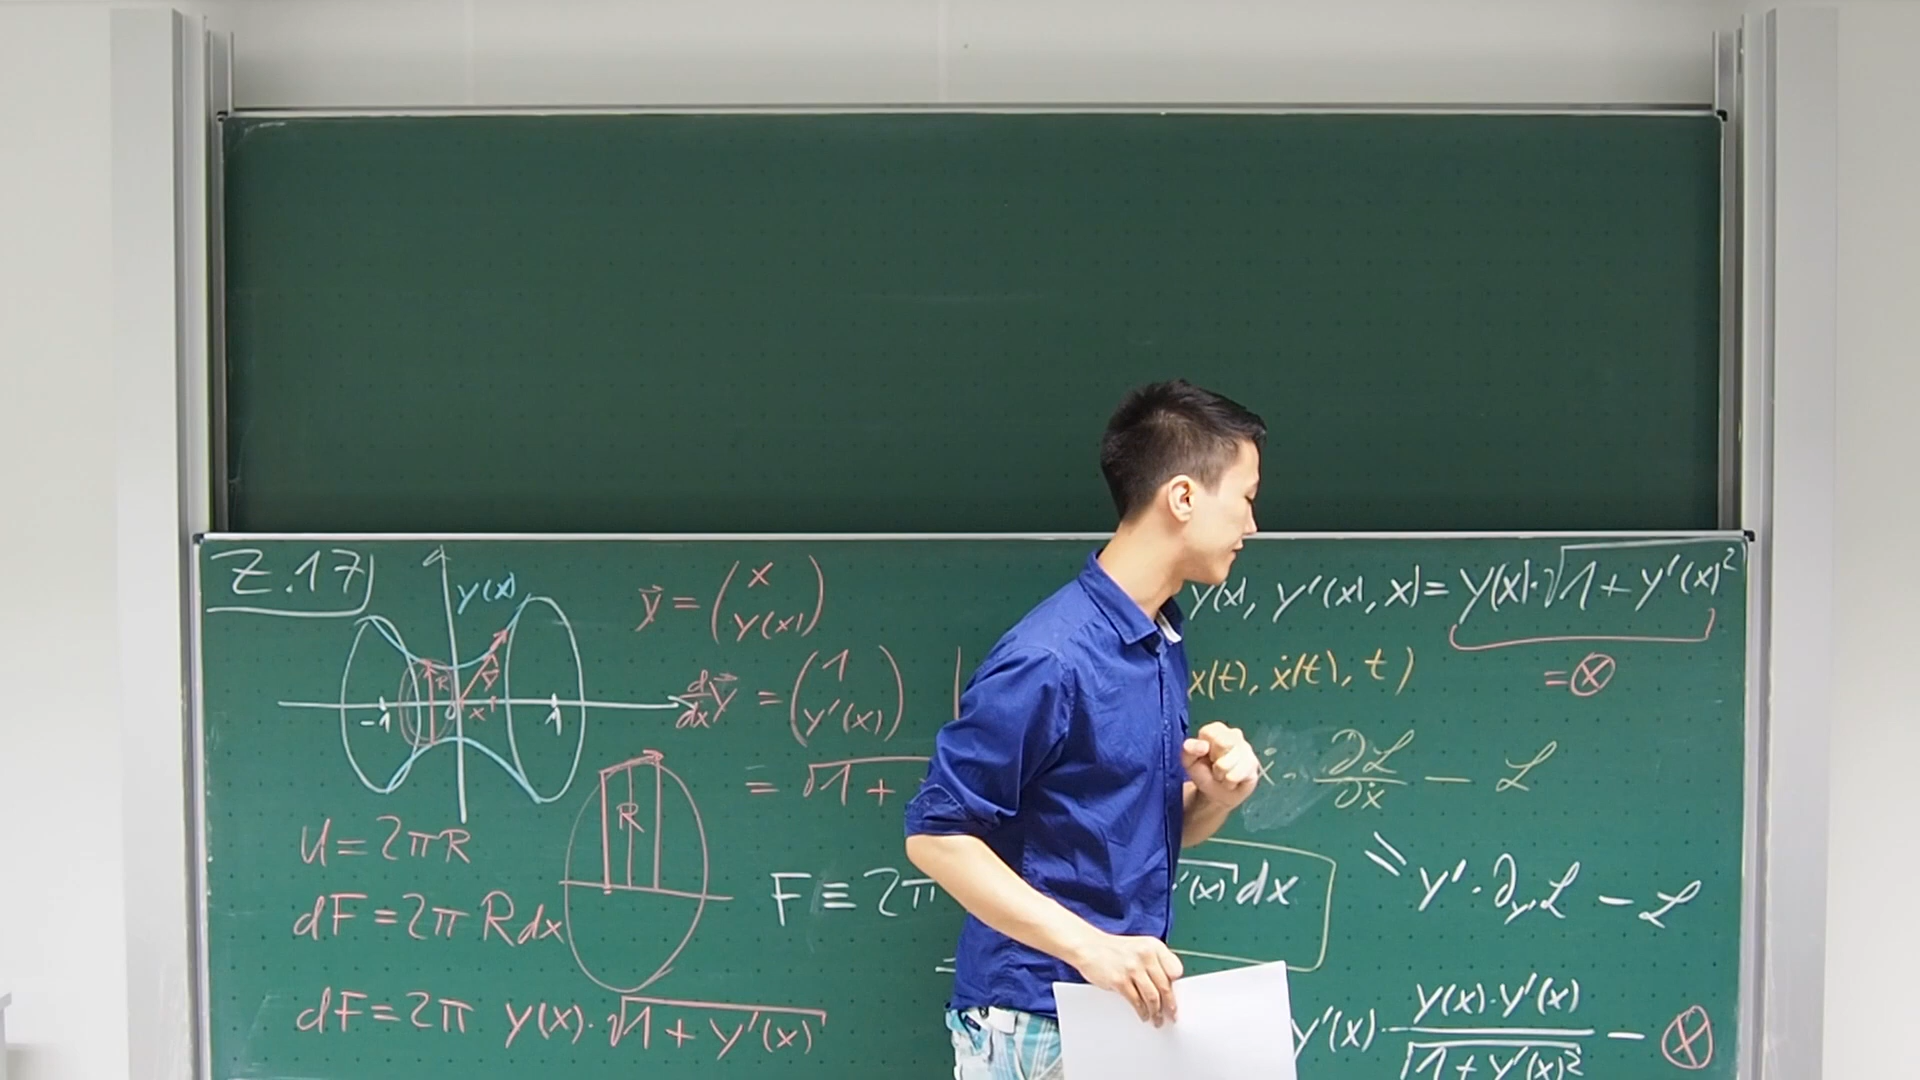 Z.17)
y(x)
R
-1 0 x 1
y⃗ = (x y(x))
d/dx y⃗ = (1 y'(x))
= √1 +
R
U = 2πR
dF = 2π R dx
dF = 2π y(x)·√1 + y'(x)
F ≡ 2π
'(x) dx
=
y(x), y'(x), x) = y(x)·√1 + y'(x)²
= ⊗
x(t), ẋ(t), t)
ẋ · ∂ℒ/∂ẋ − ℒ
= y' · ∂y'ℒ − ℒ
y'(x) · y(x)·y'(x)/√1 + y'(x)² − ⊗